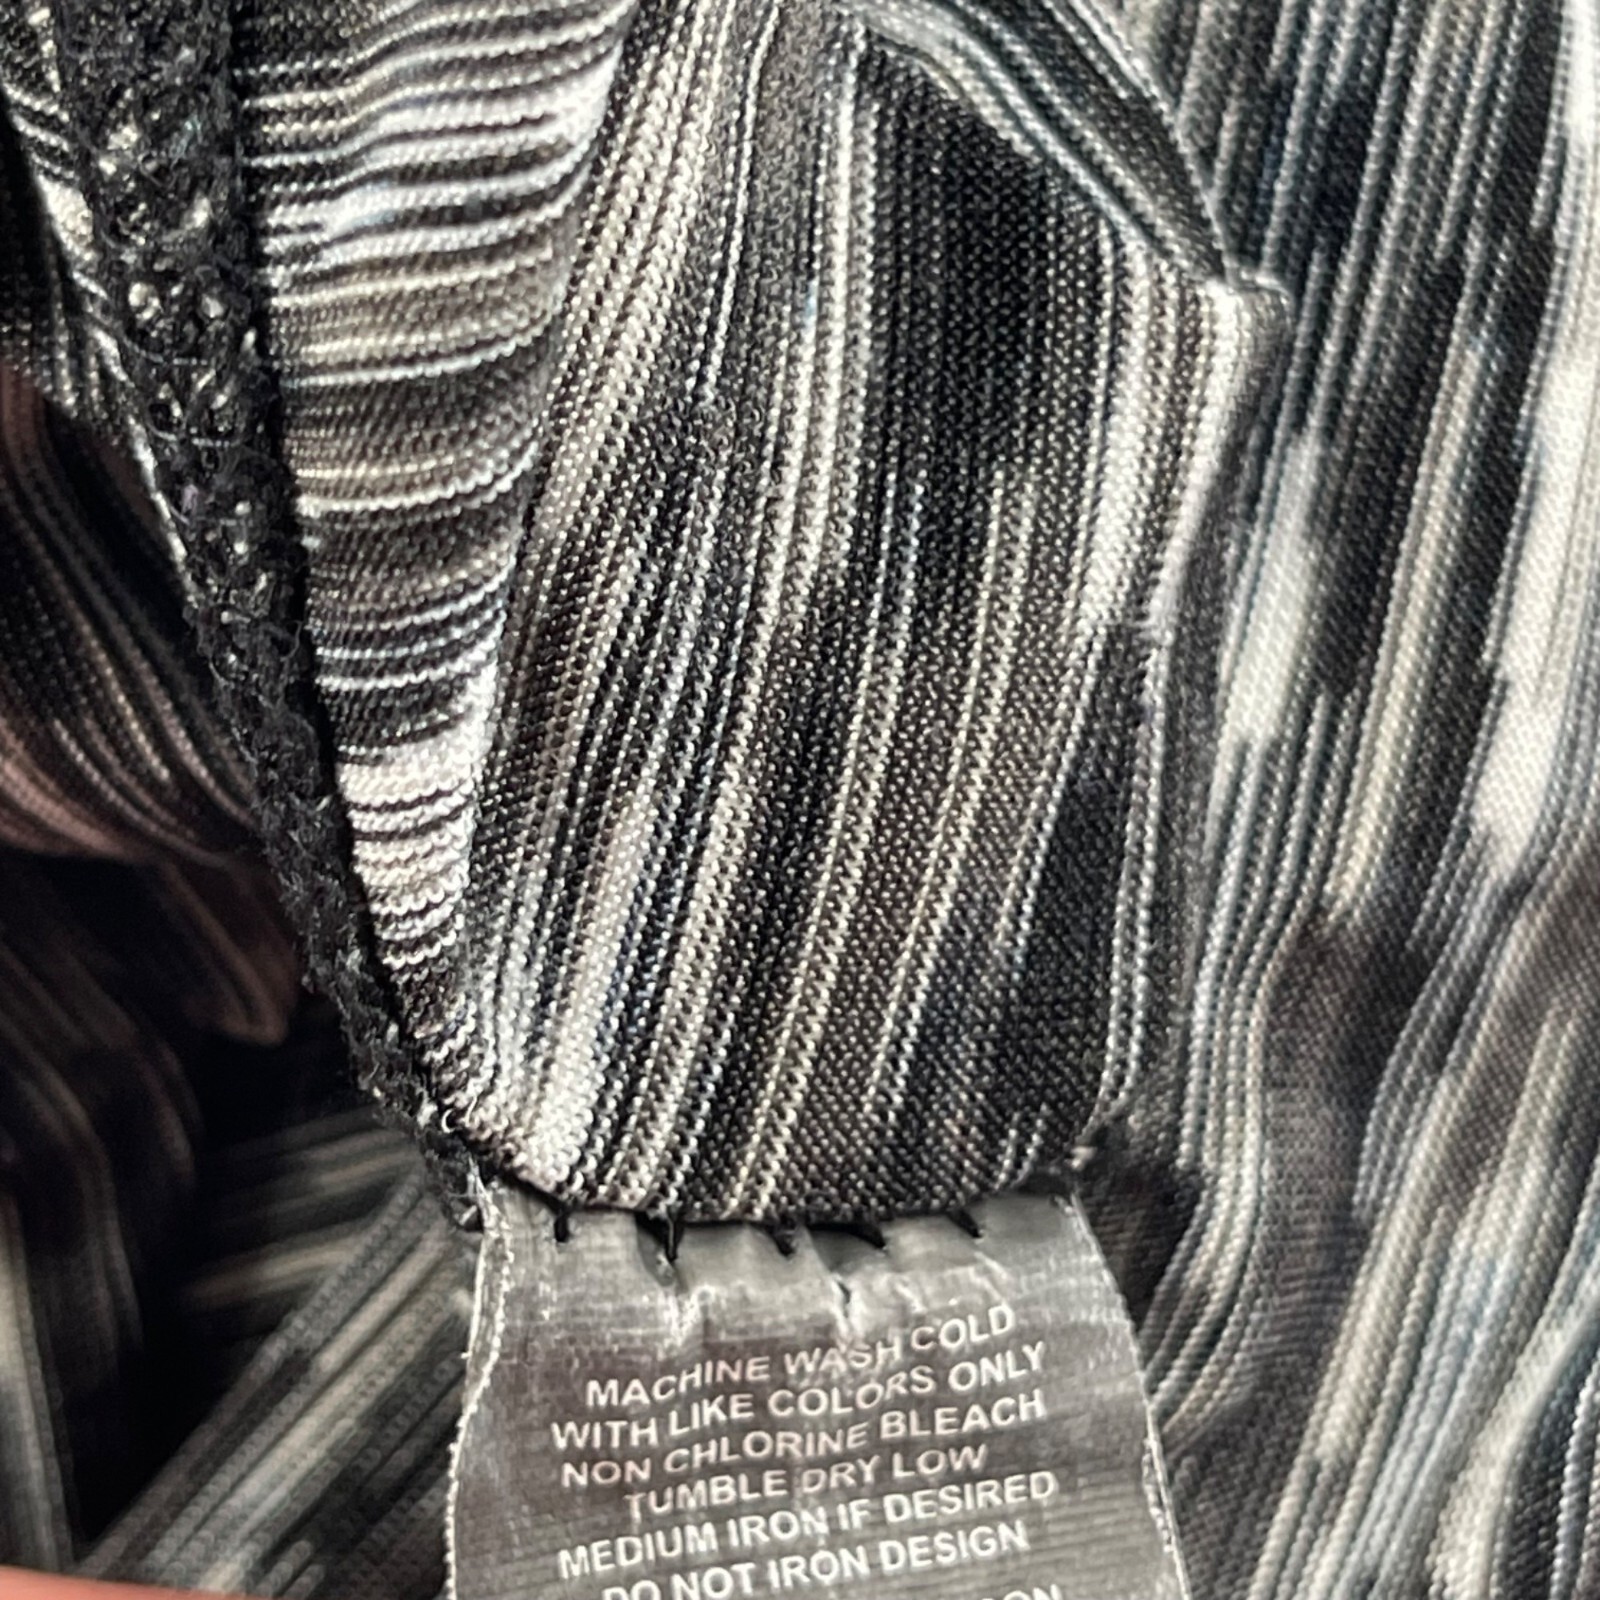 MACHINE WASH COLD
WITH LIKE COLORS ONLY
NON CHLORINE BLEACH
TUMBLE DRY LOW
MEDIUM IRON IF DESIRED
DO NOT IRON DESIGN